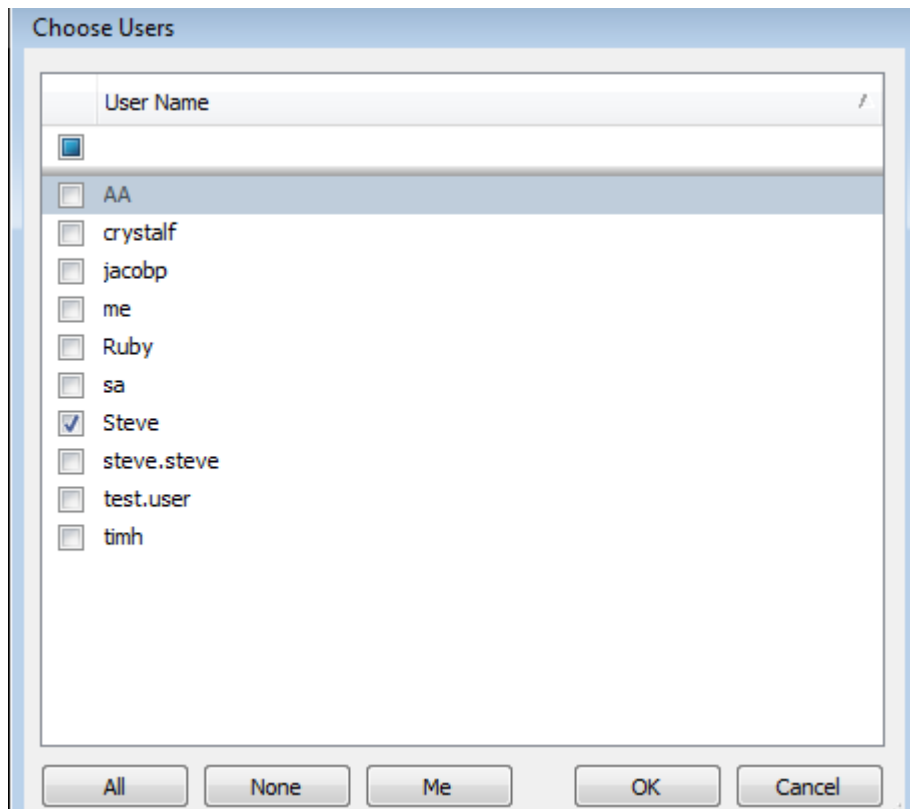 Choose Users
User Name
AA
crystalf
jacobp
me
Ruby
sa
Steve
steve.steve
test.user
timh
All None Me OK Cancel